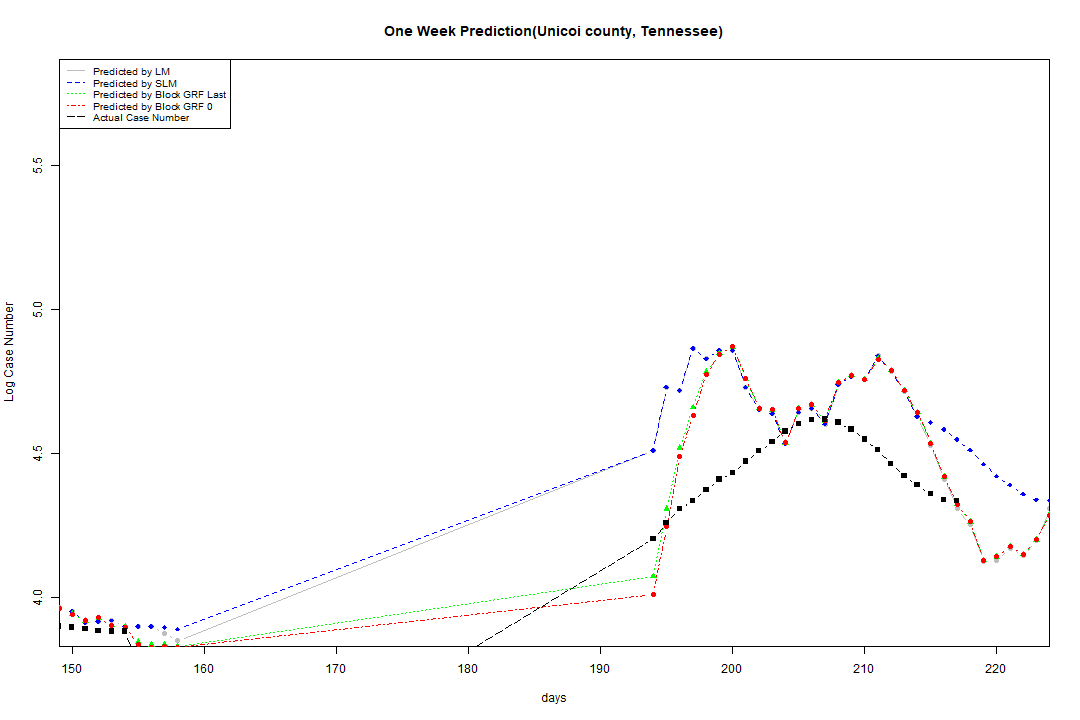 One Week Prediction(Unicoi county, Tennessee)
Predicted by LM
Predicted by SLM
Predicted by Block GRF Last
Predicted by Block GRF 0
Actual Case Number
5.5
5.0
4.5
4.0
Log Case Number
150 160 170 180 190 200 210 220
days